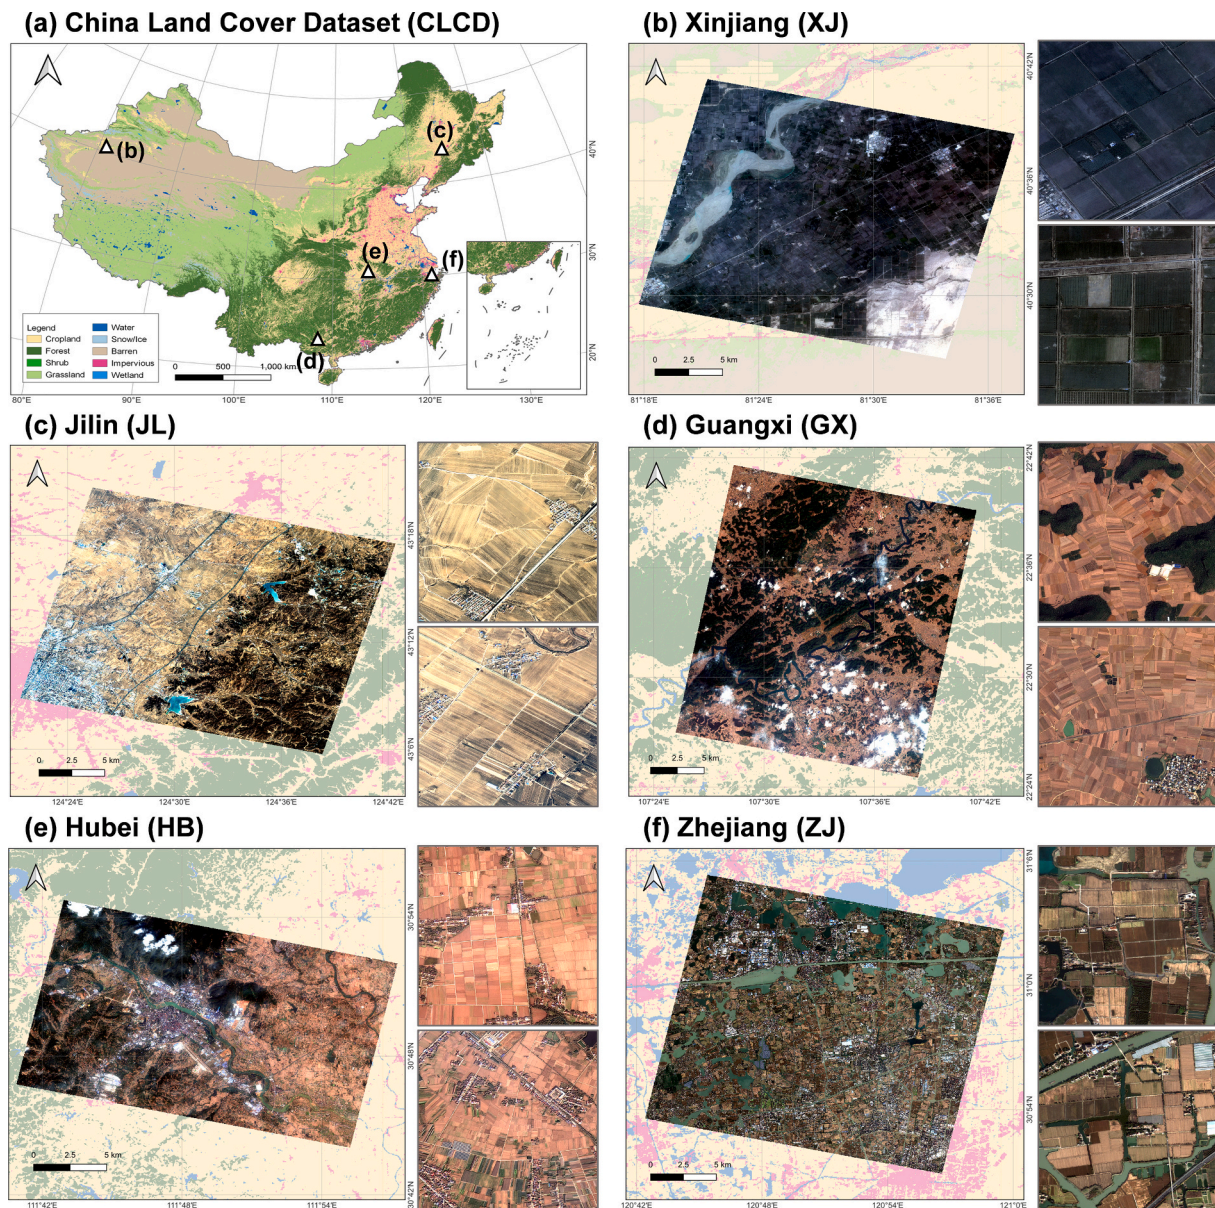 (a) China Land Cover Dataset (CLCD)
(b)
(c)
(e)
(f)
(d)
Legend
Cropland
Forest
Shrub
Grassland
Water
Snow/Ice
Barren
Impervious
Wetland
0 500 1,000 km
40°N
30°N
20°N
80°E 90°E 100°E 110°E 120°E 130°E
(b) Xinjiang (XJ)
40°42'N
40°36'N
40°30'N
0 2.5 5 km
81°18'E 81°24'E 81°30'E 81°36'E
(c) Jilin (JL)
43°18'N
43°12'N
43°6'N
0 2.5 5 km
124°24'E 124°30'E 124°36'E 124°42'E
(d) Guangxi (GX)
22°42'N
22°36'N
22°30'N
22°24'N
0 2.5 5 km
107°24'E 107°30'E 107°36'E 107°42'E
(e) Hubei (HB)
30°54'N
30°48'N
30°42'N
0 2.5 5 km
111°42'E 111°48'E 111°54'E
(f) Zhejiang (ZJ)
31°6'N
31°0'N
30°54'N
0 2.5 5 km
120°42'E 120°48'E 120°54'E 121°0'E